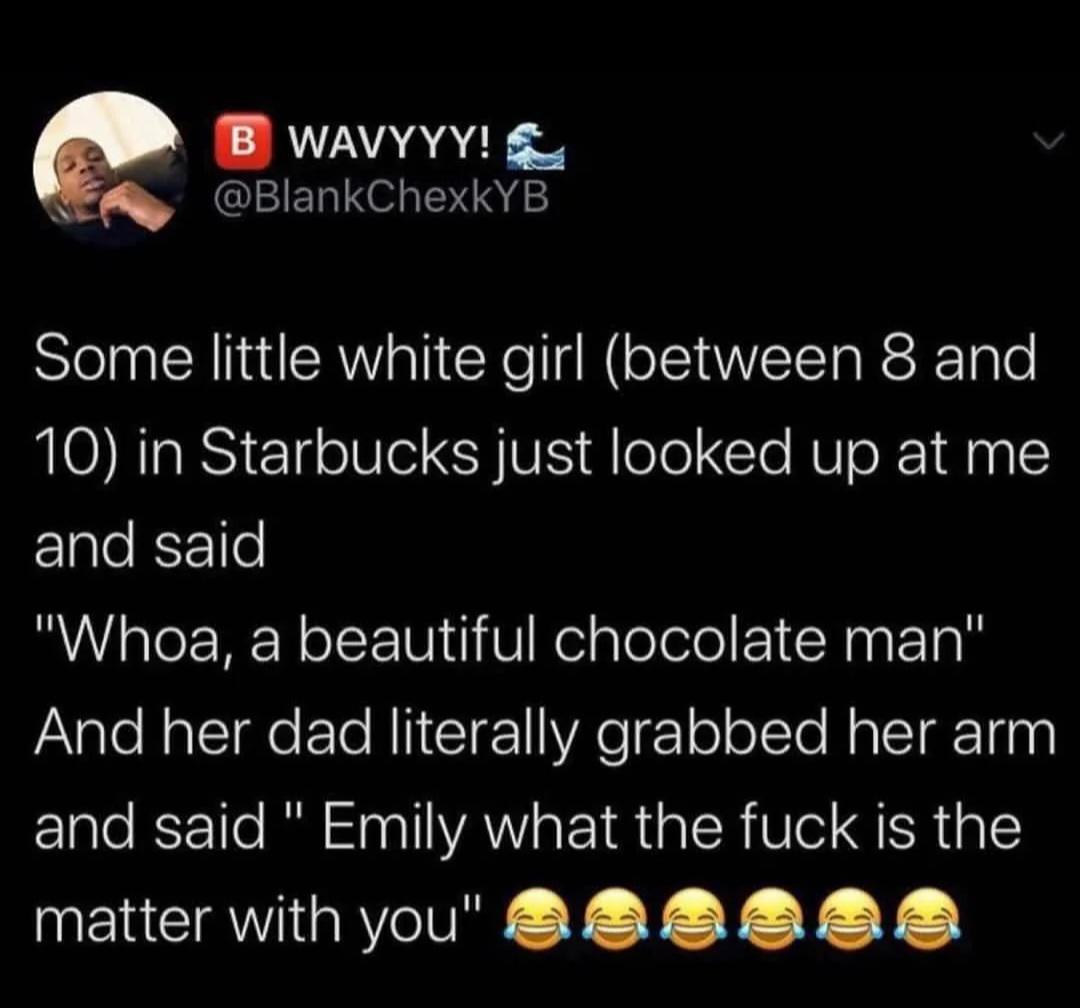 🅱️ WAVYYY! 🌊
@BlankChexkYB
Some little white girl (between 8 and
10) in Starbucks just looked up at me
and said
"Whoa, a beautiful chocolate man"
And her dad literally grabbed her arm
and said " Emily what the fuck is the
matter with you" 😂😂😂😂😂😂